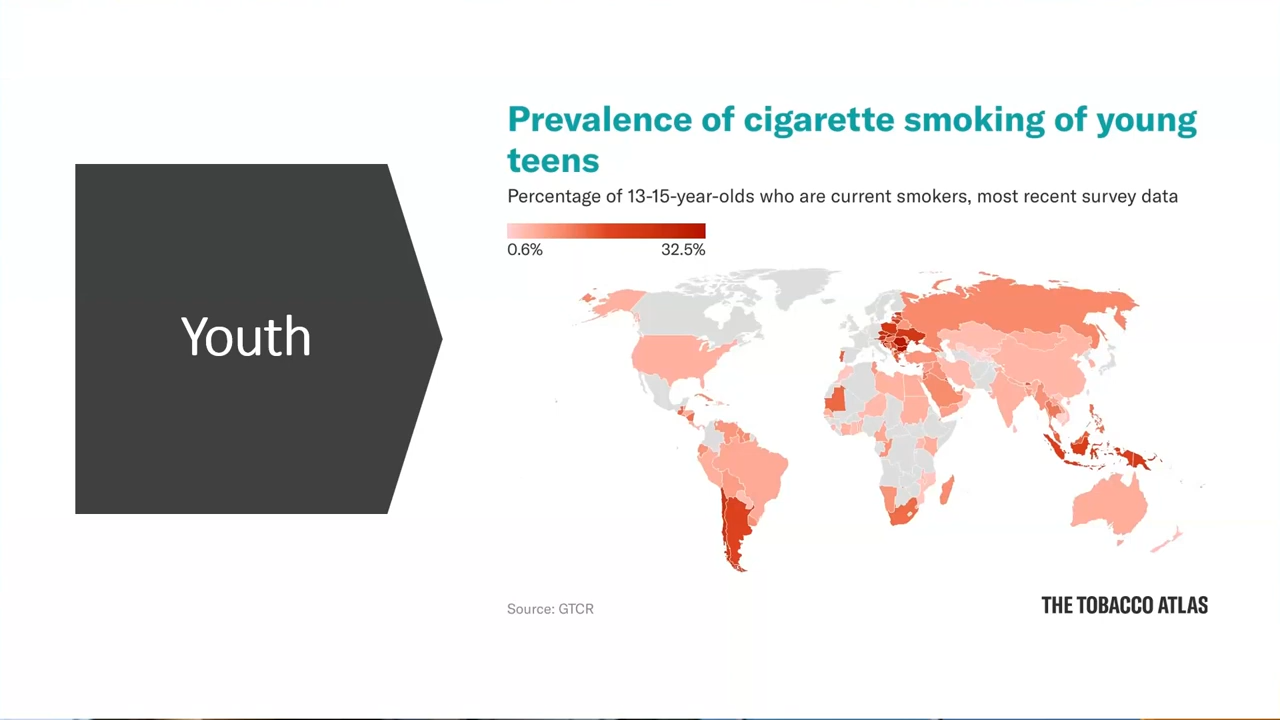 Youth
Prevalence of cigarette smoking of young
teens
Percentage of 13-15-year-olds who are current smokers, most recent survey data
0.6%
32.5%
Source: GTCR
THE TOBACCO ATLAS